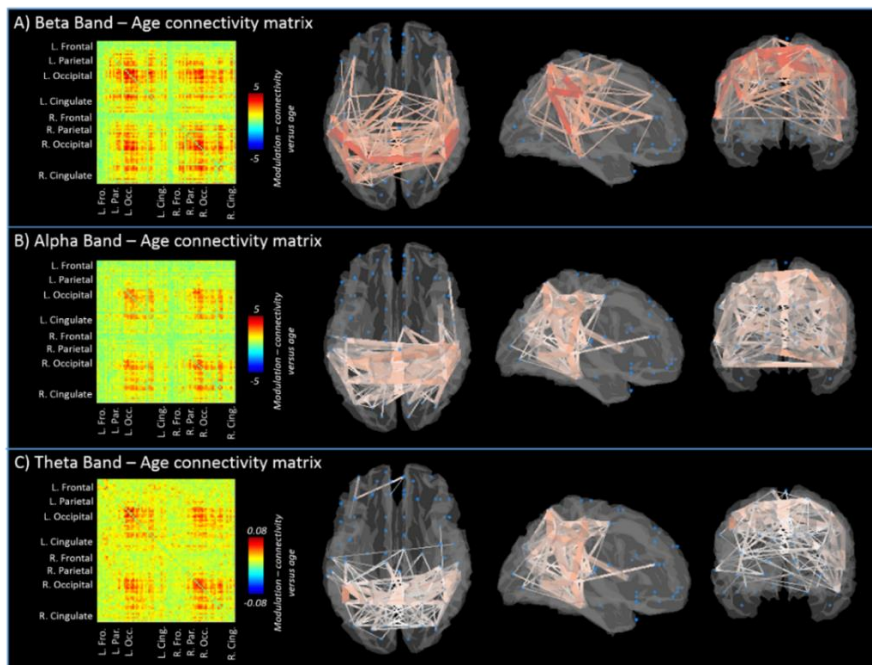 A) Beta Band – Age connectivity matrix
L. Frontal
L. Parietal
L. Occipital
L. Cingulate
R. Frontal
R. Parietal
R. Occipital
R. Cingulate
L. Fro.
L. Par.
L. Occ.
L. Cing.
R. Fro.
R. Par.
R. Occ.
R. Cing.
5
-5
Modulation – connectivity
versus age
B) Alpha Band – Age connectivity matrix
L. Frontal
L. Parietal
L. Occipital
L. Cingulate
R. Frontal
R. Parietal
R. Occipital
R. Cingulate
L. Fro.
L. Par.
L. Occ.
L. Cing.
R. Fro.
R. Par.
R. Occ.
R. Cing.
5
-5
Modulation – connectivity
versus age
C) Theta Band – Age connectivity matrix
L. Frontal
L. Parietal
L. Occipital
L. Cingulate
R. Frontal
R. Parietal
R. Occipital
R. Cingulate
L. Fro.
L. Par.
L. Occ.
L. Cing.
R. Fro.
R. Par.
R. Occ.
R. Cing.
0.08
-0.08
Modulation – connectivity
versus age